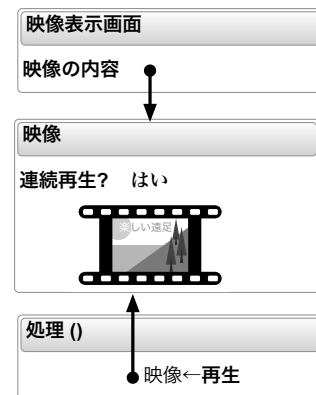 映像表示画面
映像の内容
映像
連続再生? はい
楽しい遠足
処理 ()
映像←再生